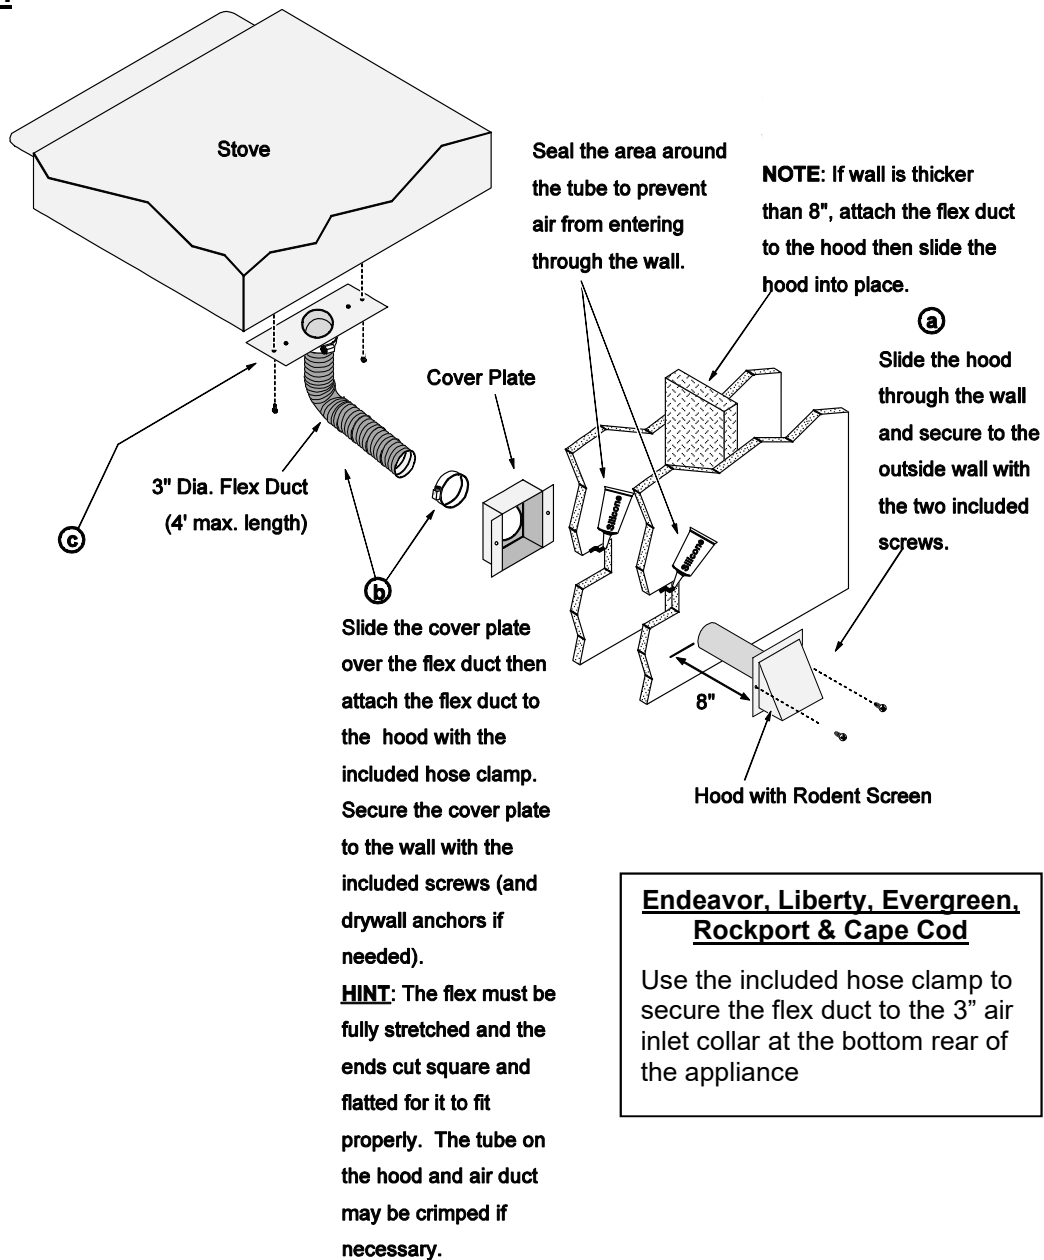 Stove
Seal the area around
the tube to prevent
air from entering
through the wall.
NOTE: If wall is thicker
than 8", attach the flex duct
to the hood then slide the
hood into place.
a
Slide the hood
through the wall
and secure to the
outside wall with
the two included
screws.
Cover Plate
3" Dia. Flex Duct
(4' max. length)
c
Silicone
Silicone
b
Slide the cover plate
over the flex duct then
attach the flex duct to
the hood with the
included hose clamp.
Secure the cover plate
to the wall with the
included screws (and
drywall anchors if
needed).
HINT: The flex must be
fully stretched and the
ends cut square and
flatted for it to fit
properly. The tube on
the hood and air duct
may be crimped if
necessary.
8"
Hood with Rodent Screen
Endeavor, Liberty, Evergreen,
Rockport & Cape Cod
Use the included hose clamp to
secure the flex duct to the 3” air
inlet collar at the bottom rear of
the appliance